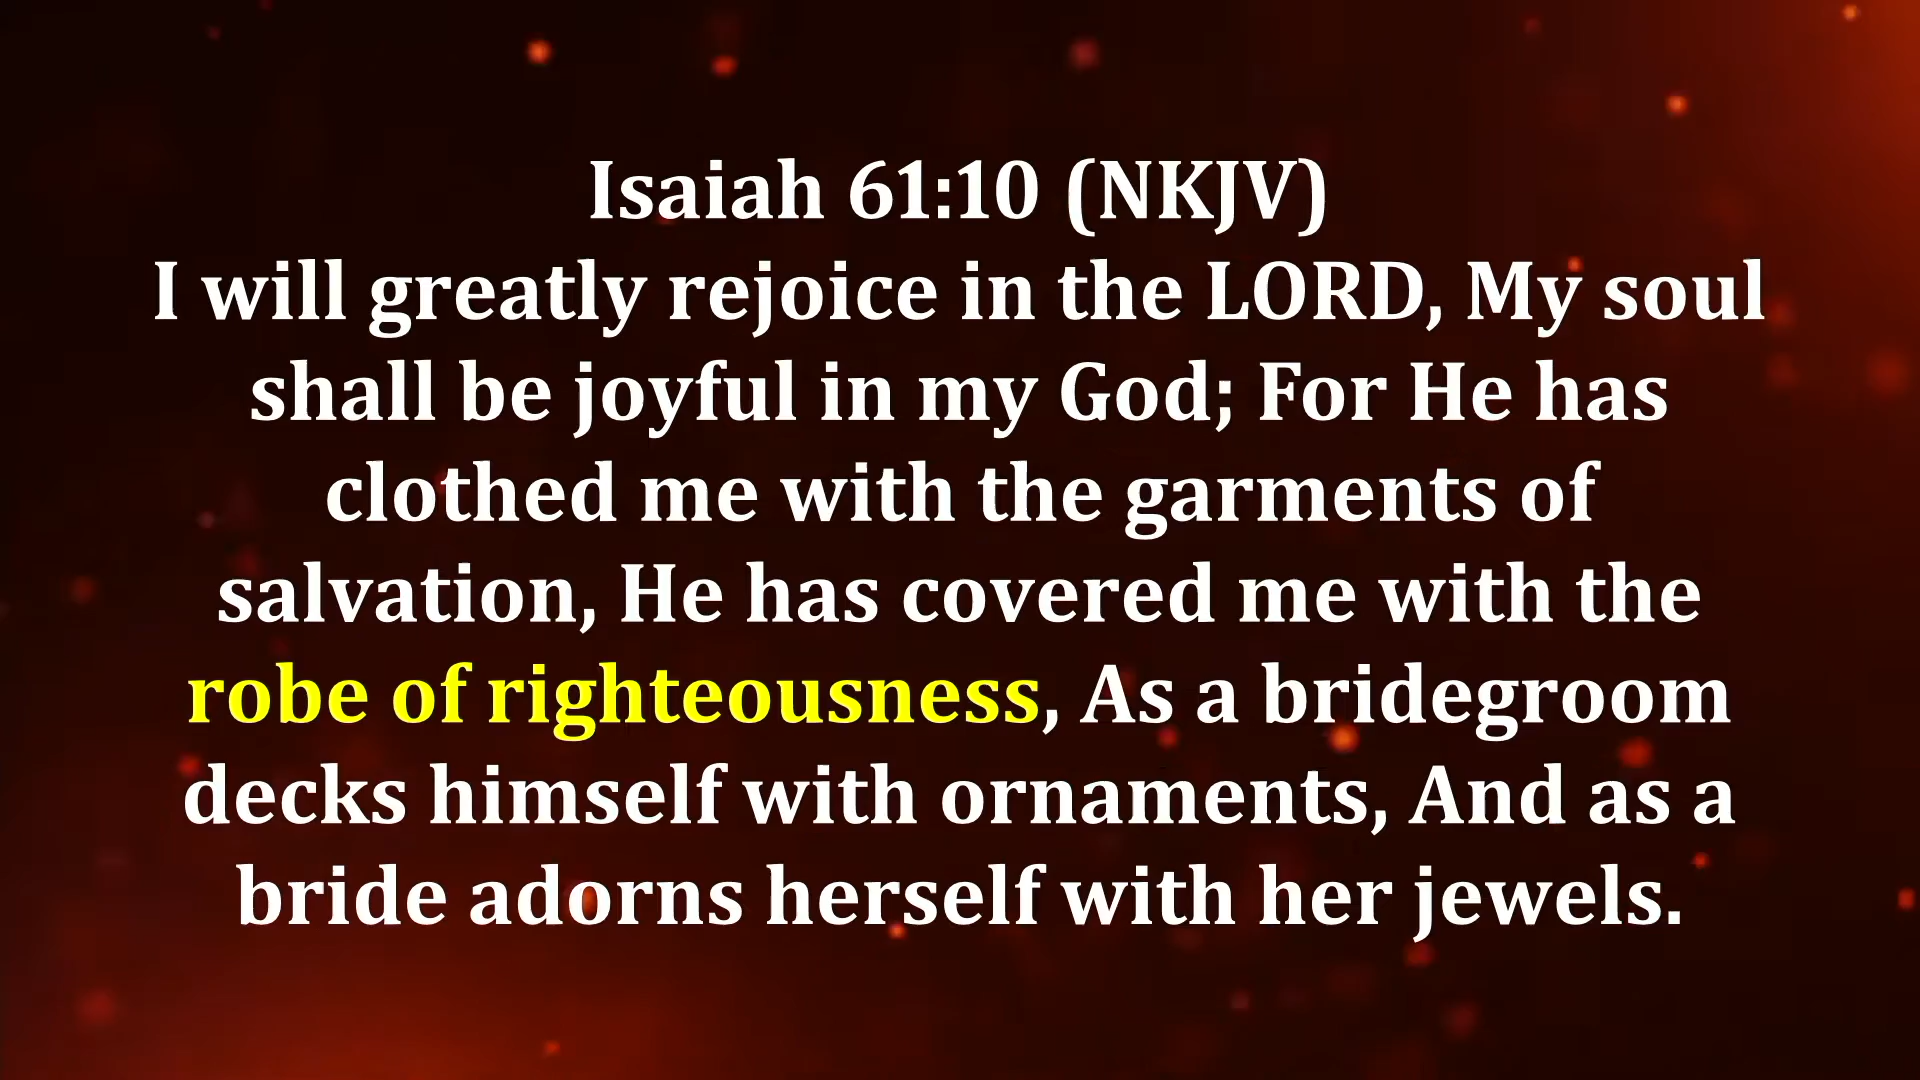 Isaiah 61:10 (NKJV)
I will greatly rejoice in the LORD, My soul
shall be joyful in my God; For He has
clothed me with the garments of
salvation, He has covered me with the
robe of righteousness, As a bridegroom
decks himself with ornaments, And as a
bride adorns herself with her jewels.